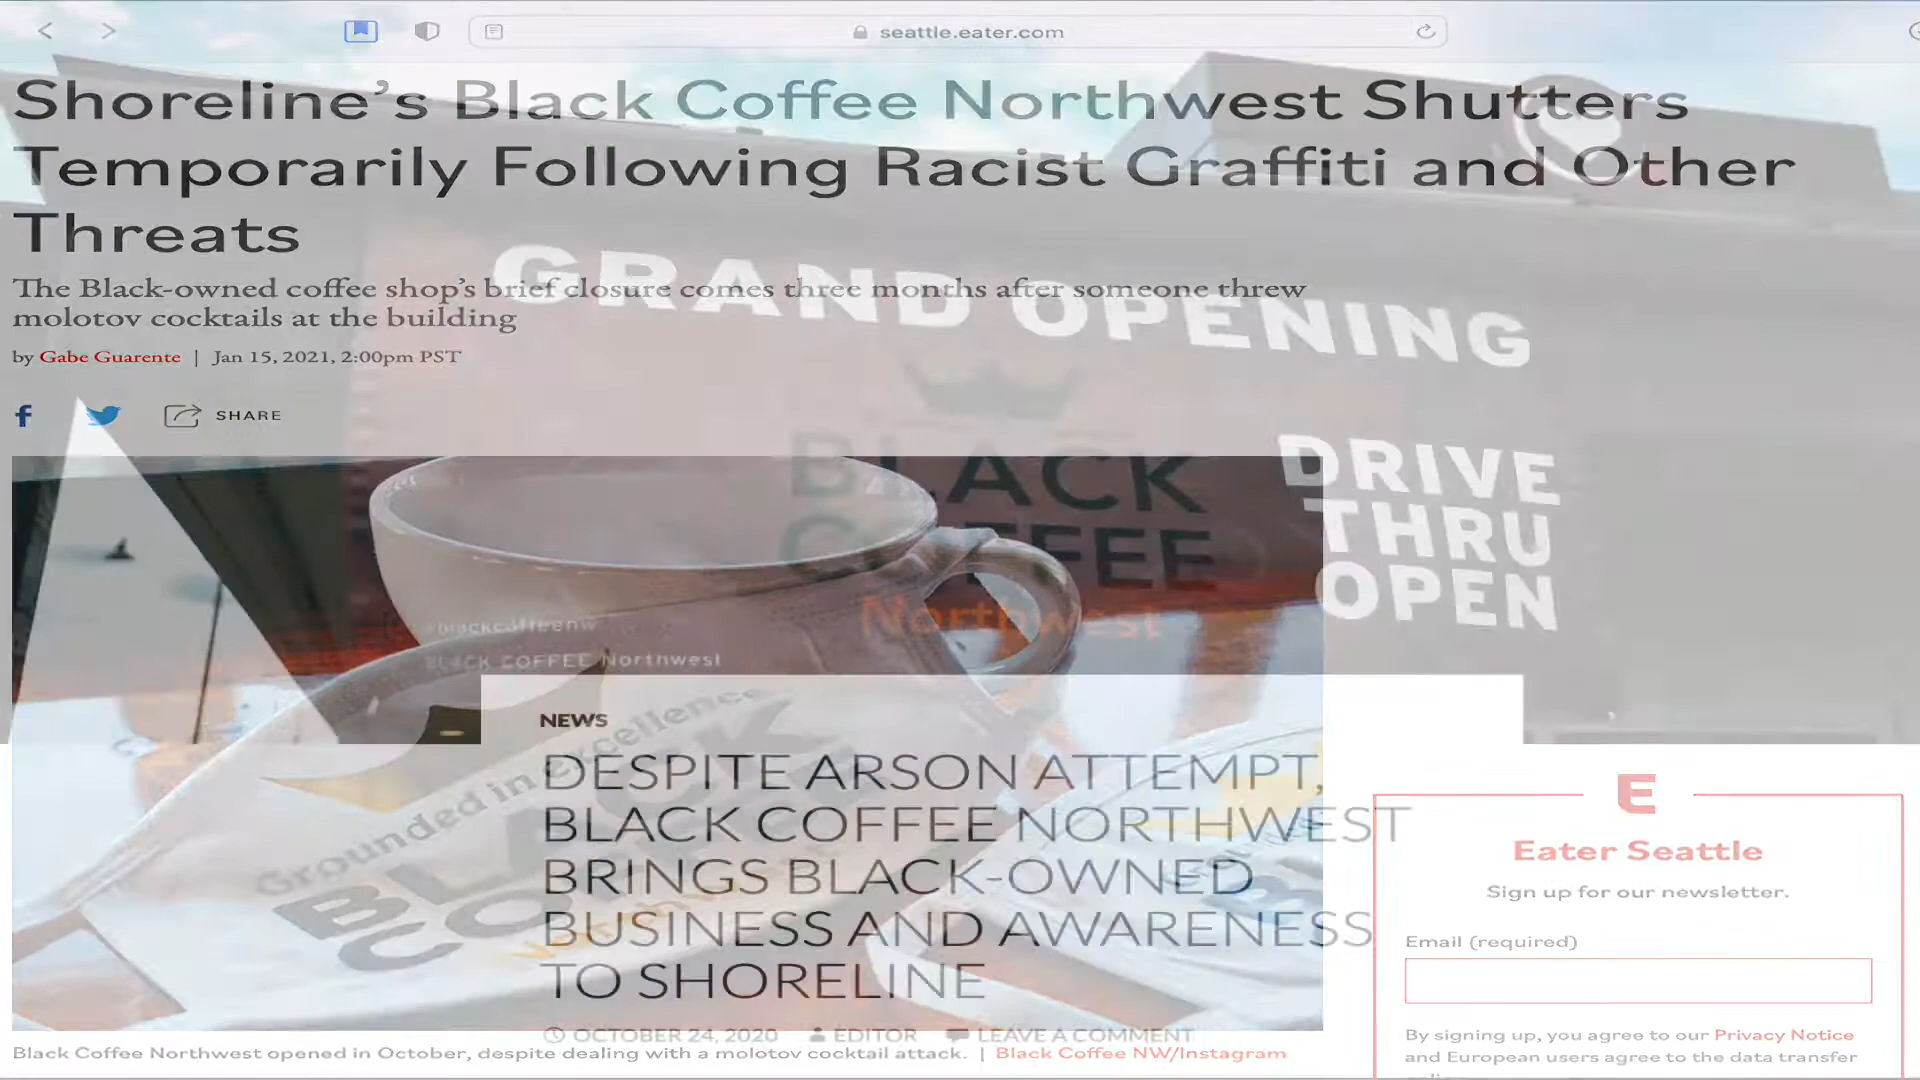 seattle.eater.com
Shoreline’s Black Coffee Northwest Shutters
Temporarily Following Racist Graffiti and Other
Threats
The Black-owned coffee shop’s brief closure comes three months after someone threw
molotov cocktails at the building
by Gabe Guarente | Jan 15, 2021, 2:00pm PST
SHARE
GRAND OPENING
BLACK
COFFEE
Northwest
DRIVE
THRU
OPEN
#blackcoffeenw
BLACK COFFEE Northwest
Grounded in excellence
BLACK
NEWS
DESPITE ARSON ATTEMPT,
BLACK COFFEE NORTHWEST
BRINGS BLACK-OWNED
BUSINESS AND AWARENESS
TO SHORELINE
OCTOBER 24, 2020 EDITOR LEAVE A COMMENT
Black Coffee Northwest opened in October, despite dealing with a molotov cocktail attack. | Black Coffee NW/Instagram
E
Eater Seattle
Sign up for our newsletter.
Email (required)
By signing up, you agree to our Privacy Notice
and European users agree to the data transfer